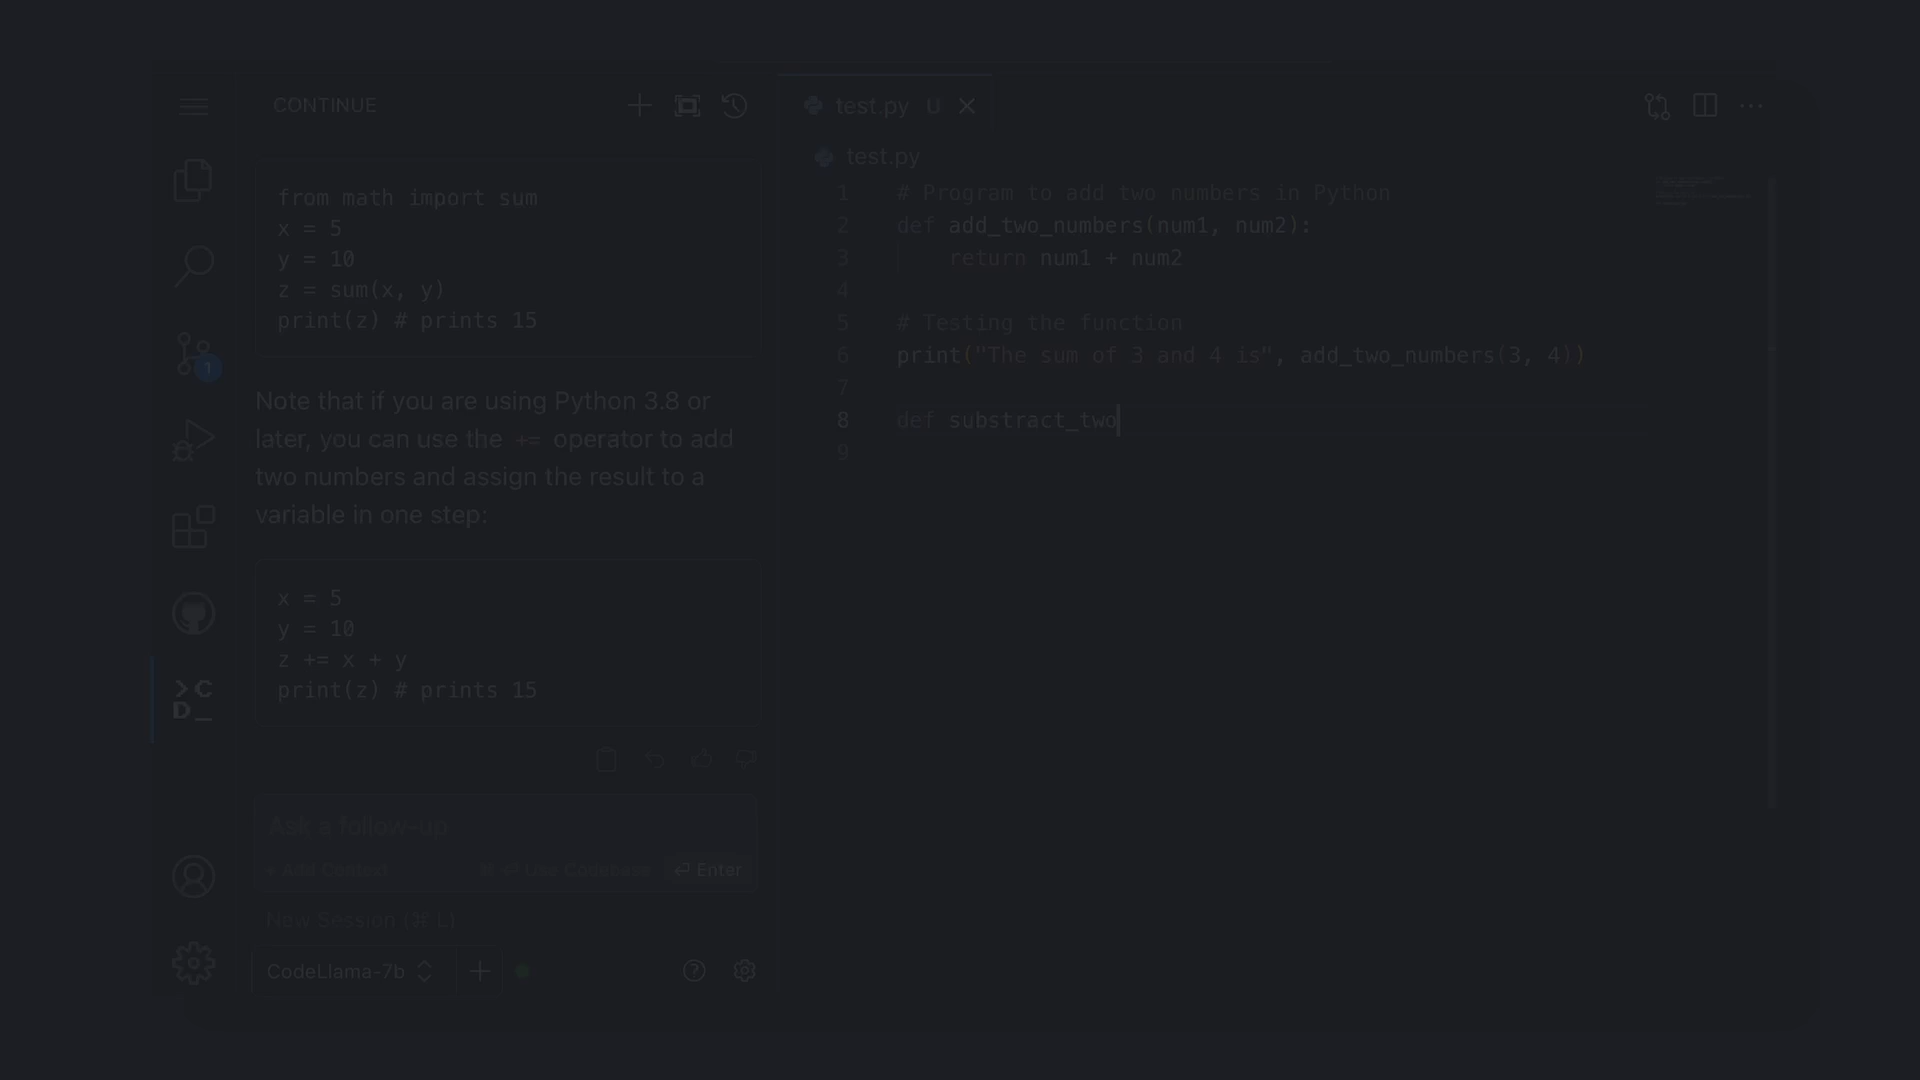 CONTINUE
from math import sum
x = 5
y = 10
z = sum(x, y)
print(z) # prints 15
Note that if you are using Python 3.8 or
later, you can use the += operator to add
two numbers and assign the result to a
variable in one step:
x = 5
y = 10
z += x + y
print(z) # prints 15
Ask a follow-up
+ Add Context Use Codebase Enter
New Session (⌘ L)
CodeLlama-7b
1
>C
D_
test.py U
test.py
1 # Program to add two numbers in Python
2 def add_two_numbers(num1, num2):
3 return num1 + num2
4
5 # Testing the function
6 print("The sum of 3 and 4 is", add_two_numbers(3, 4))
7
8 def substract_two
9